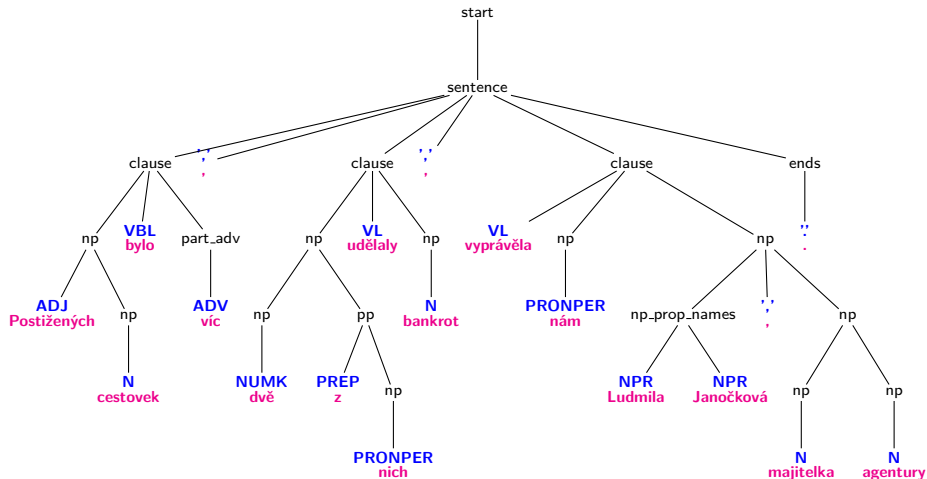 start
sentence
clause ',' clause ',' clause ends
, ,
np VBL part_adv np VL np VL np np '.'
bylo udělaly vyprávěla .
ADJ np ADV np pp N PRONPER np_prop_names ',' np
Postižených víc bankrot nám ,
N NUMK PREP np NPR NPR np np
cestovek dvě z Ludmila Janočková
PRONPER N N
nich majitelka agentury